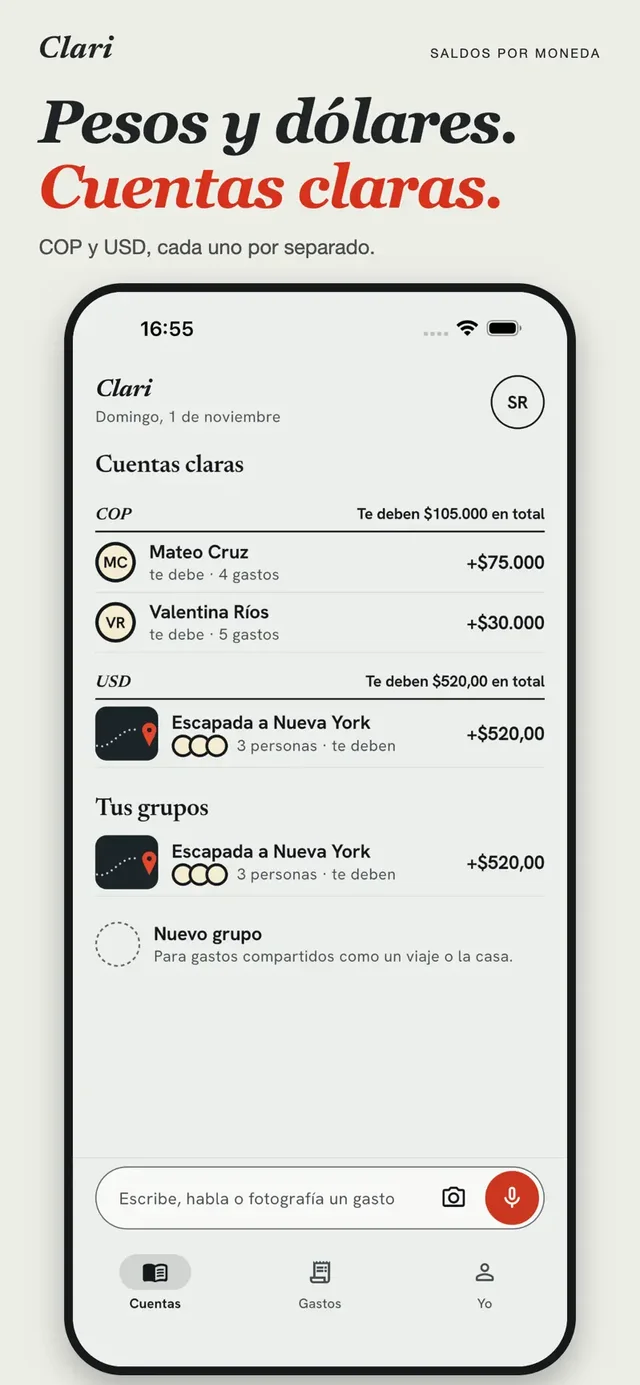 Clari
SALDOS POR MONEDA
Pesos y dólares.
Cuentas claras.
COP y USD, cada uno por separado.
16:55
Clari
SR
Domingo, 1 de noviembre
Cuentas claras
COP Te deben $105.000 en total
MC Mateo Cruz +$75.000
te debe · 4 gastos
VR Valentina Ríos +$30.000
te debe · 5 gastos
USD Te deben $520,00 en total
Escapada a Nueva York +$520,00
3 personas · te deben
Tus grupos
Escapada a Nueva York +$520,00
3 personas · te deben
Nuevo grupo
Para gastos compartidos como un viaje o la casa.
Escribe, habla o fotografía un gasto
Cuentas Gastos Yo